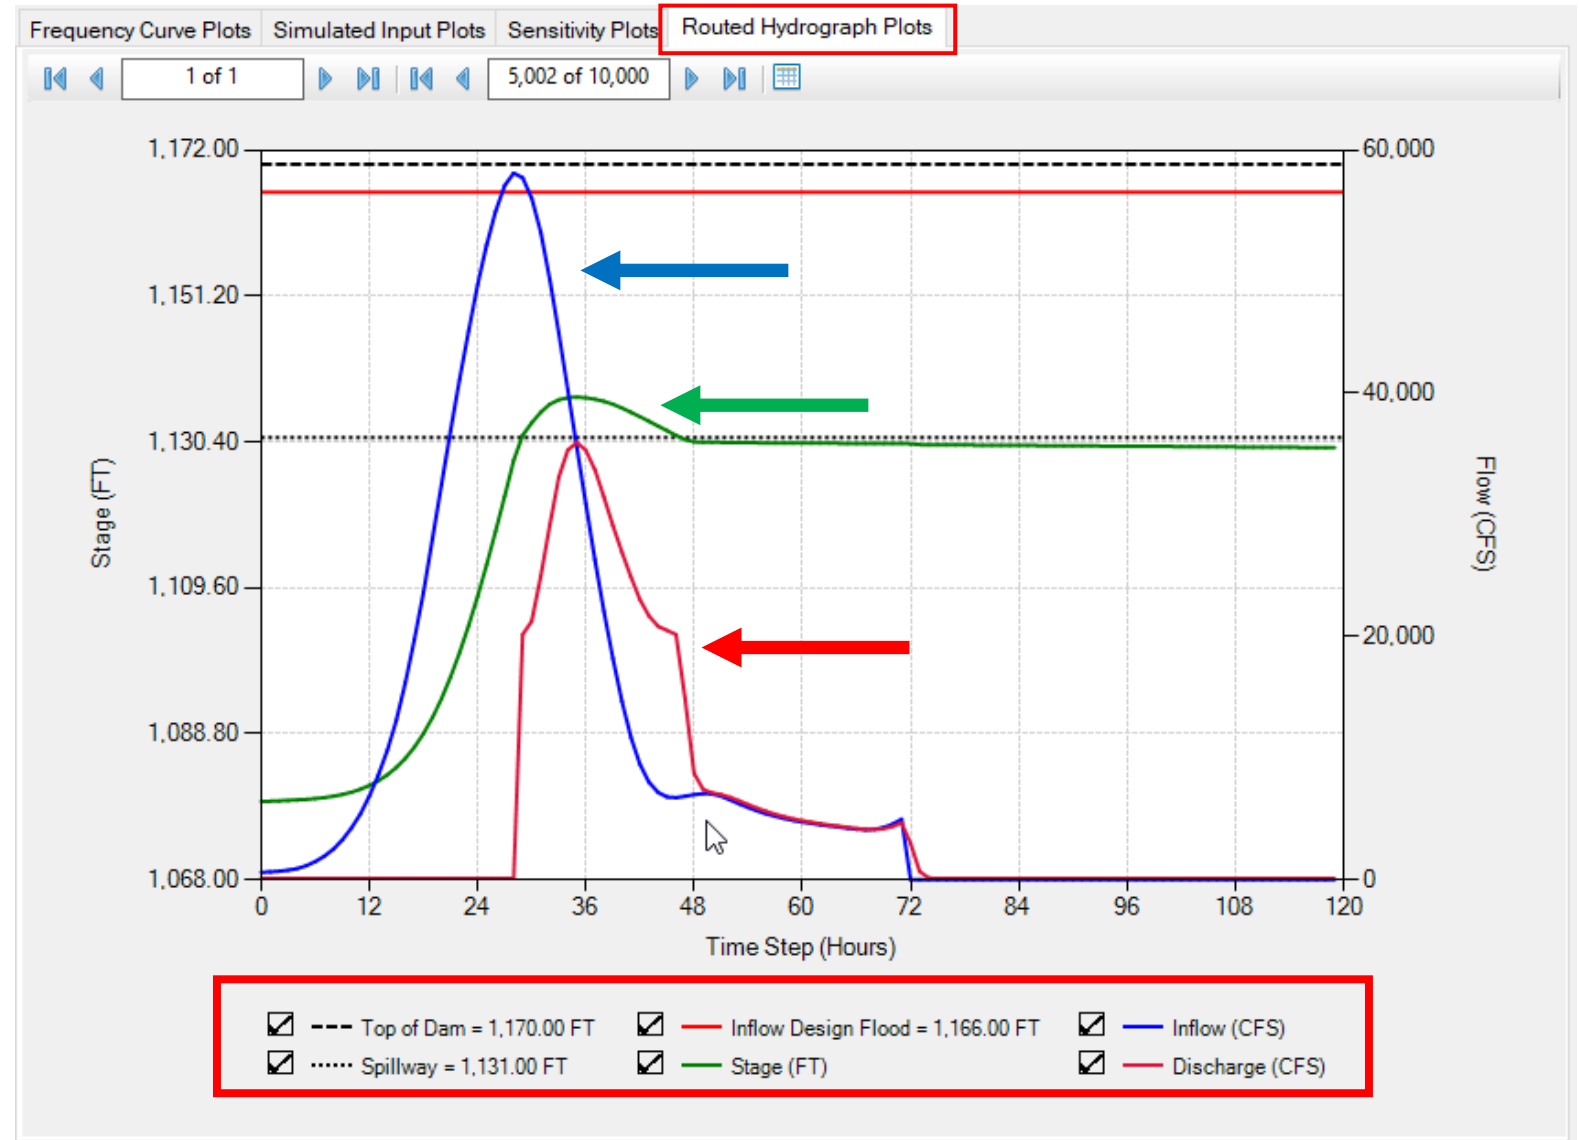 Frequency Curve Plots Simulated Input Plots Sensitivity Plots Routed Hydrograph Plots
1 of 1 5,002 of 10,000
1,172.00 60,000
1,151.20
40,000
1,130.40
Stage (FT)
Flow (CFS)
1,109.60
20,000
1,088.80
1,068.00 0
0 12 24 36 48 60 72 84 96 108 120
Time Step (Hours)
Top of Dam = 1,170.00 FT Inflow Design Flood = 1,166.00 FT Inflow (CFS)
Spillway = 1,131.00 FT Stage (FT) Discharge (CFS)